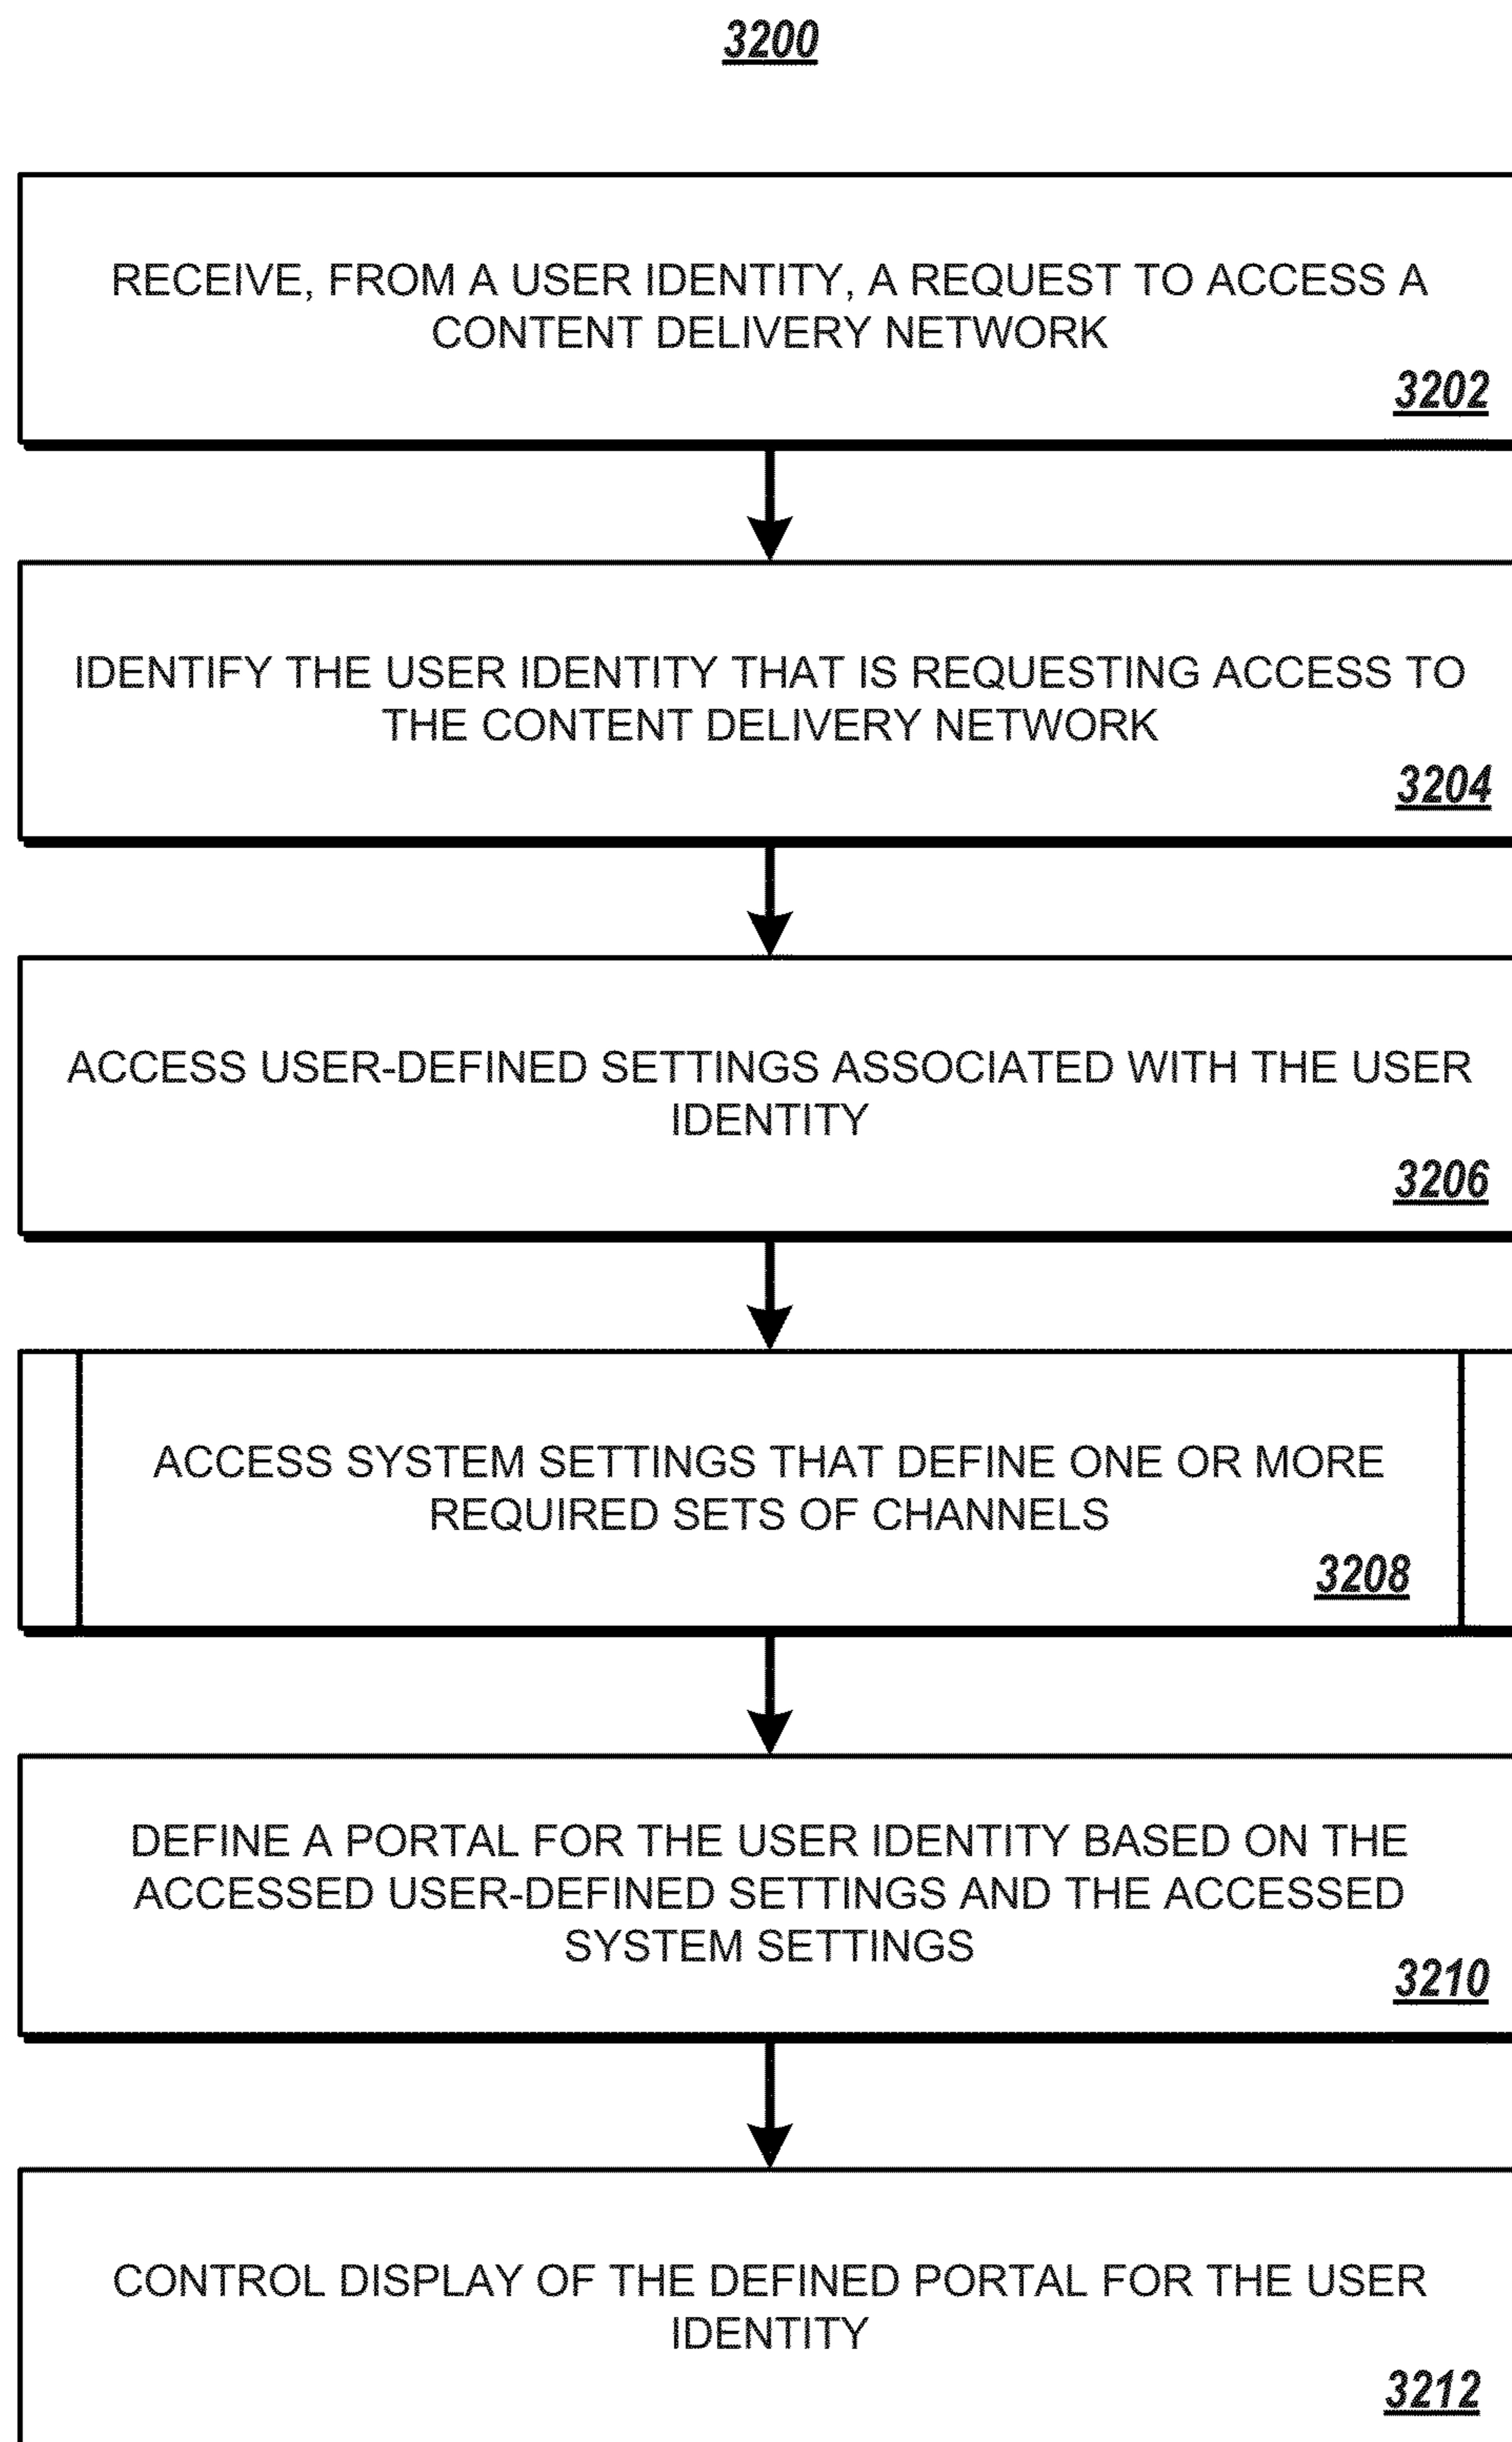 3200
RECEIVE, FROM A USER IDENTITY, A REQUEST TO ACCESS A
CONTENT DELIVERY NETWORK
3202
IDENTIFY THE USER IDENTITY THAT IS REQUESTING ACCESS TO
THE CONTENT DELIVERY NETWORK
3204
ACCESS USER-DEFINED SETTINGS ASSOCIATED WITH THE USER
IDENTITY
3206
ACCESS SYSTEM SETTINGS THAT DEFINE ONE OR MORE
REQUIRED SETS OF CHANNELS
3208
DEFINE A PORTAL FOR THE USER IDENTITY BASED ON THE
ACCESSED USER-DEFINED SETTINGS AND THE ACCESSED
SYSTEM SETTINGS
3210
CONTROL DISPLAY OF THE DEFINED PORTAL FOR THE USER
IDENTITY
3212